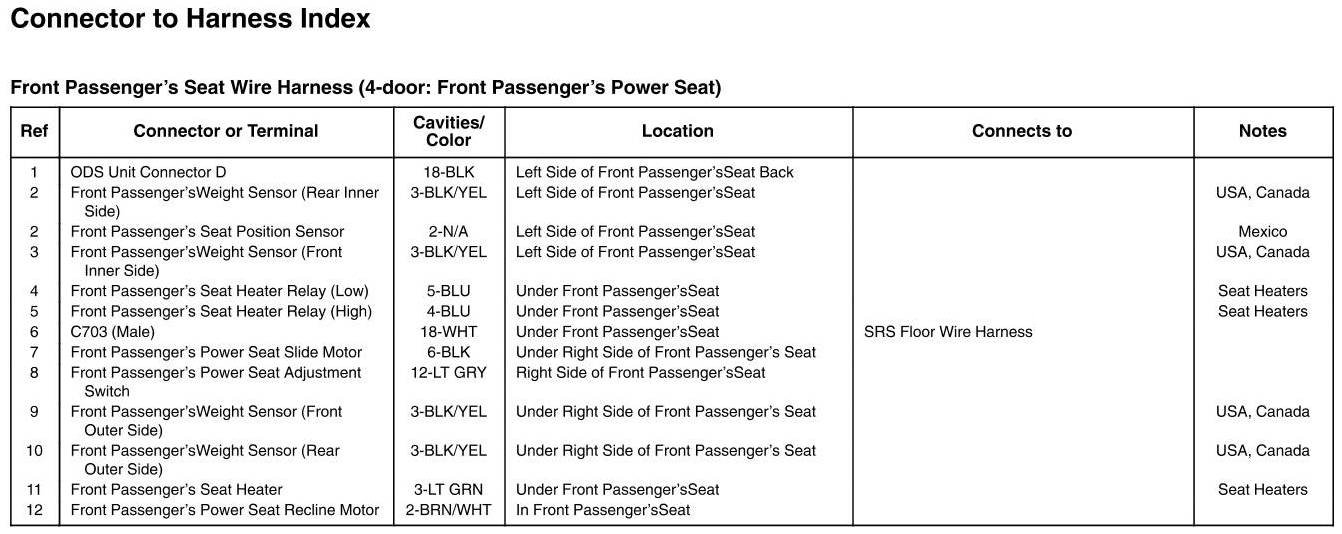 Connector to Harness Index
Front Passenger's Seat Wire Harness (4-door: Front Passenger's Power Seat)
Ref Connector or Terminal Cavities/ Color Location Connects to Notes
1 ODS Unit Connector D 18-BLK Left Side of Front Passenger'sSeat Back
2 Front Passenger'sWeight Sensor (Rear Inner 3-BLK/YEL Left Side of Front Passenger'sSeat USA, Canada
Side)
2 Front Passenger's Seat Position Sensor 2-N/A Left Side of Front Passenger'sSeat Mexico
3 Front Passenger'sWeight Sensor (Front 3-BLK/YEL Left Side of Front Passenger'sSeat USA, Canada
Inner Side)
4 Front Passenger's Seat Heater Relay (Low) 5-BLU Under Front Passenger'sSeat Seat Heaters
5 Front Passenger's Seat Heater Relay (High) 4-BLU Under Front Passenger'sSeat Seat Heaters
6 C703 (Male) 18-WHT Under Front Passenger'sSeat SRS Floor Wire Harness
7 Front Passenger's Power Seat Slide Motor 6-BLK Under Right Side of Front Passenger's Seat
8 Front Passenger's Power Seat Adjustment 12-LT GRY Right Side of Front Passenger'sSeat
Switch
9 Front Passenger'sWeight Sensor (Front 3-BLK/YEL Under Right Side of Front Passenger's Seat USA, Canada
Outer Side)
10 Front Passenger'sWeight Sensor (Rear 3-BLK/YEL Under Right Side of Front Passenger's Seat USA, Canada
Outer Side)
11 Front Passenger's Seat Heater 3-LT GRN Under Front Passenger'sSeat Seat Heaters
12 Front Passenger's Power Seat Recline Motor 2-BRN/WHT In Front Passenger'sSeat